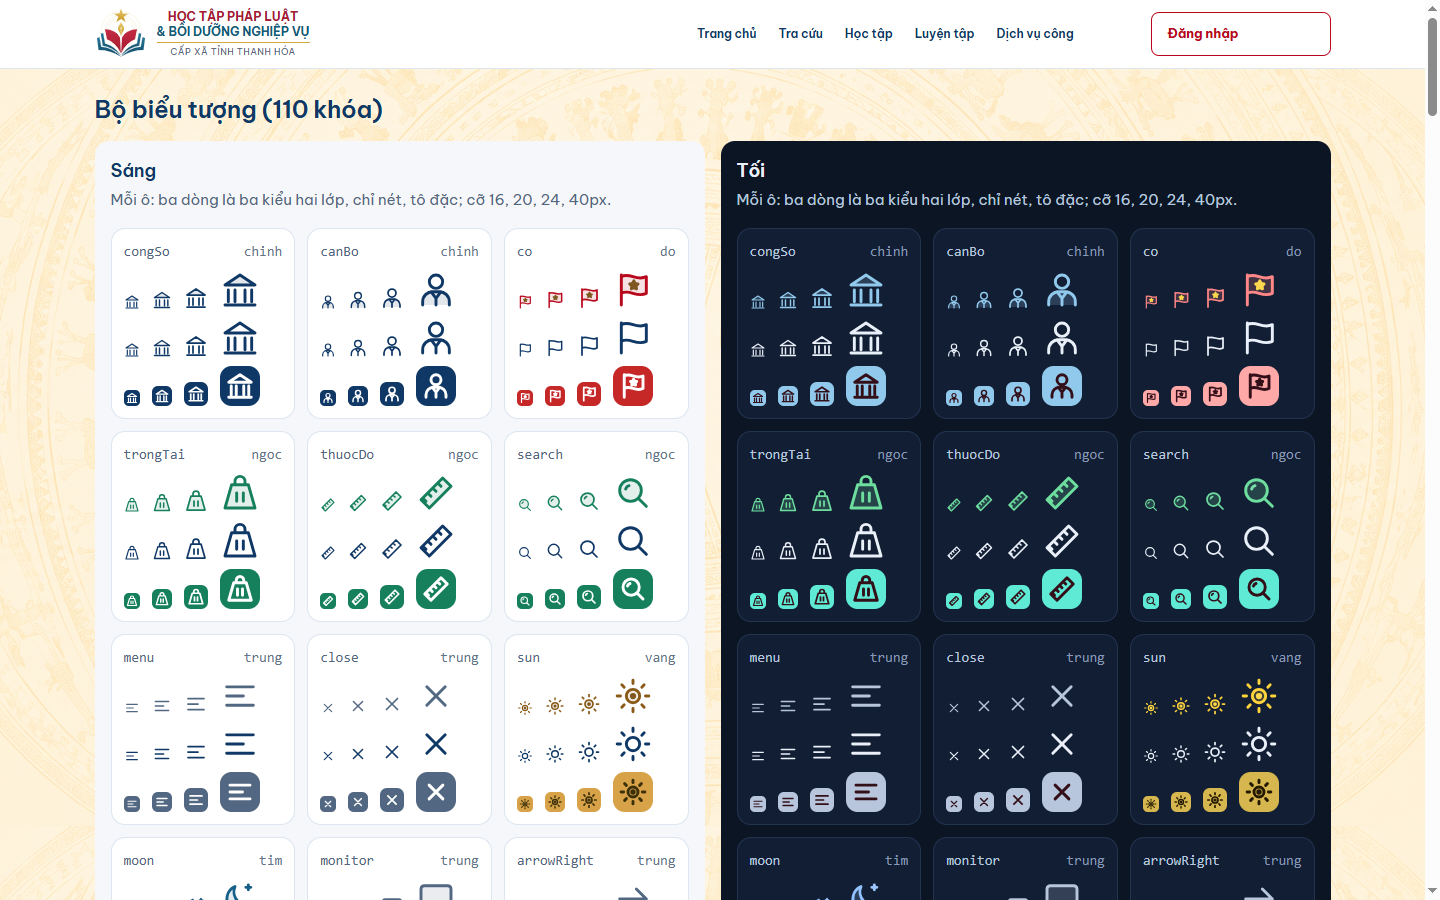 HỌC TẬP PHÁP LUẬT
& BỒI DƯỠNG NGHIỆP VỤ
CẤP XÃ TỈNH THANH HÓA
Trang chủ
Tra cứu
Học tập
Luyện tập
Dịch vụ công
Đăng nhập
Bộ biểu tượng (110 khóa)
Sáng
Mỗi ô: ba dòng là ba kiểu hai lớp, chỉ nét, tô đặc; cỡ 16, 20, 24, 40px.
congSo chinh
canBo chinh
co do
trongTai ngoc
thuocDo ngoc
search ngoc
menu trung
close trung
sun vang
moon tim
monitor trung
arrowRight trung
Tối
Mỗi ô: ba dòng là ba kiểu hai lớp, chỉ nét, tô đặc; cỡ 16, 20, 24, 40px.
congSo chinh
canBo chinh
co do
trongTai ngoc
thuocDo ngoc
search ngoc
menu trung
close trung
sun vang
moon tim
monitor trung
arrowRight trung